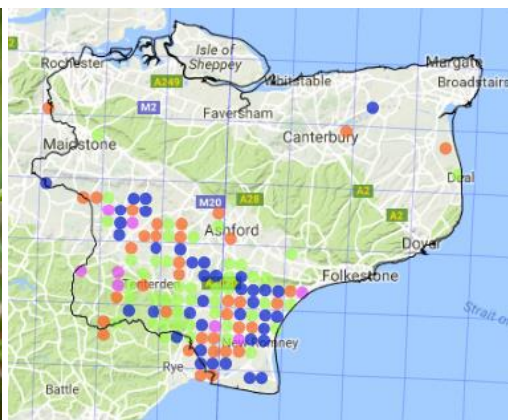 Isle of
Sheppey
Margate
Rochester
A249
Whitstable
Broadstairs
M2
Faversham
Canterbury
Maidstone
Deal
A2
M20
A28
A2
Ashford
Dover
Folkestone
Tenterden
Strait o
New Romney
Rye
Battle